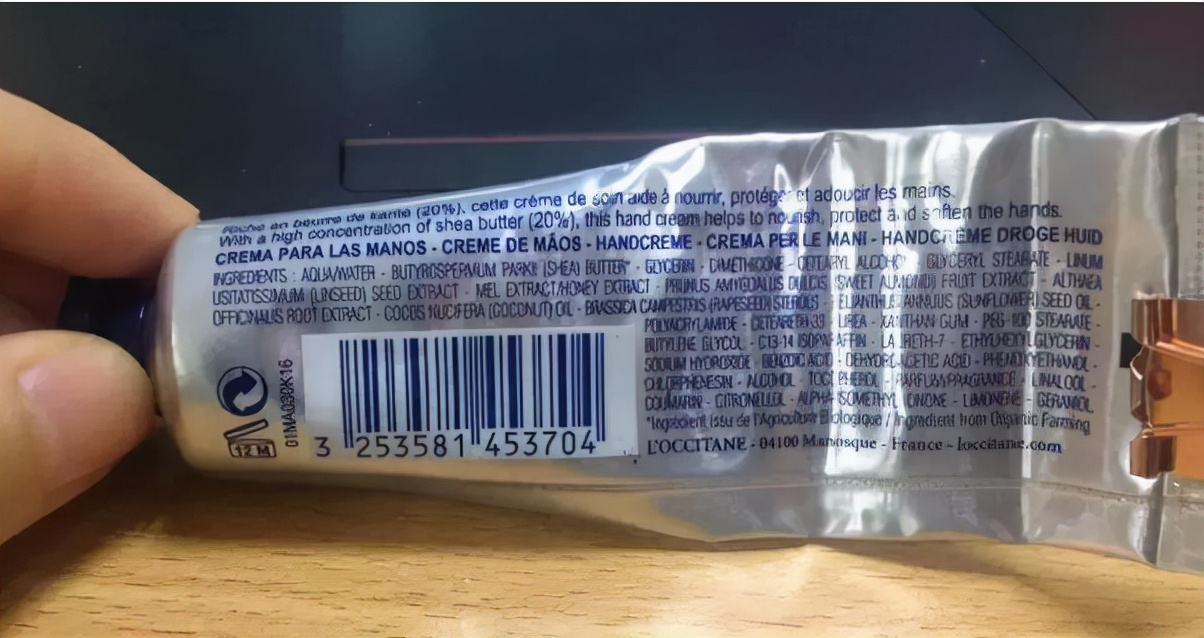 de karité (20%), cette crème de soin aide à nourrir, protéger et adoucir les mains.
With a high concentration of shea butter (20%), this hand cream helps to nourish, protect and soften the hands.
CREMA PARA LAS MANOS - CREME DE MÃOS - HANDCREME - CREMA PER LE MANI - HANDCRÈME DROGE HUID
INGREDIENTS : AQUA/WATER - BUTYROSPERMUM PARKII (SHEA) BUTTER* - GLYCERIN - DIMETHICONE - CETEARYL ALCOHOL - GLYCERYL STEARATE - LINUM
USITATISSIMUM (LINSEED) SEED EXTRACT - MEL EXTRACT/HONEY EXTRACT - PRUNUS AMYGDALUS DULCIS (SWEET ALMOND) FRUIT EXTRACT - ALTHAEA
OFFICINALIS ROOT EXTRACT - COCOS NUCIFERA (COCONUT) OIL - BRASSICA CAMPESTRIS (RAPESEED) STEROLS - HELIANTHUS ANNUUS (SUNFLOWER) SEED OIL -
POLYACRYLAMIDE - CETEARETH-33 - UREA - XANTHAN GUM - PEG-100 STEARATE -
BUTYLENE GLYCOL - C13-14 ISOPARAFFIN - LAURETH-7 - ETHYLHEXYLGLYCERIN -
SODIUM HYDROXIDE - BENZOIC ACID - DEHYDROACETIC ACID - PHENOXYETHANOL -
CHLORPHENESIN - ALCOHOL - TOCOPHEROL - PARFUM/FRAGRANCE - LINALOOL -
COUMARIN - CITRONELLOL - ALPHA-ISOMETHYL IONONE - LIMONENE - GERANIOL
*Ingrédient issu de l'Agriculture Biologique / Ingredient from Organic Farming
L'OCCITANE - 04100 Manosque - France - loccitane.com
12 M
01MA030K16
3 253581 453704